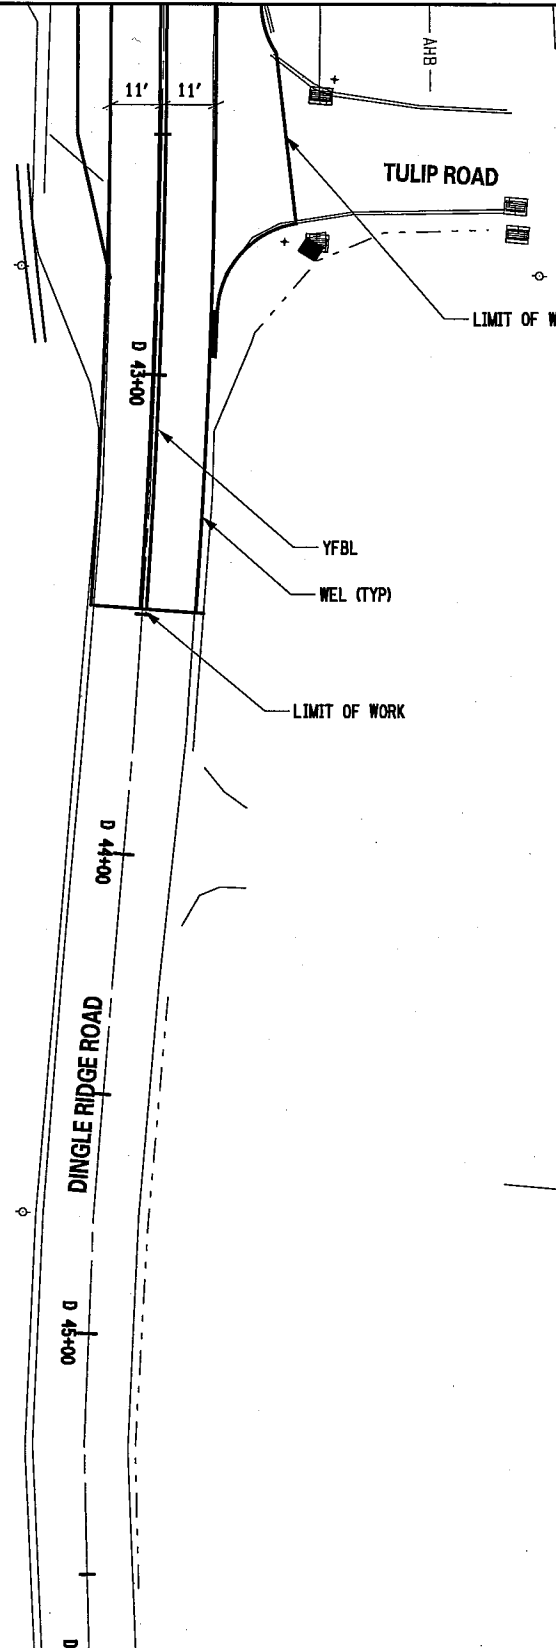 11' 11'
AHB
TULIP ROAD
LIMIT OF W
D 43+00
YFBL
WEL (TYP)
LIMIT OF WORK
D 44+00
DINGLE RIDGE ROAD
D 45+00
D